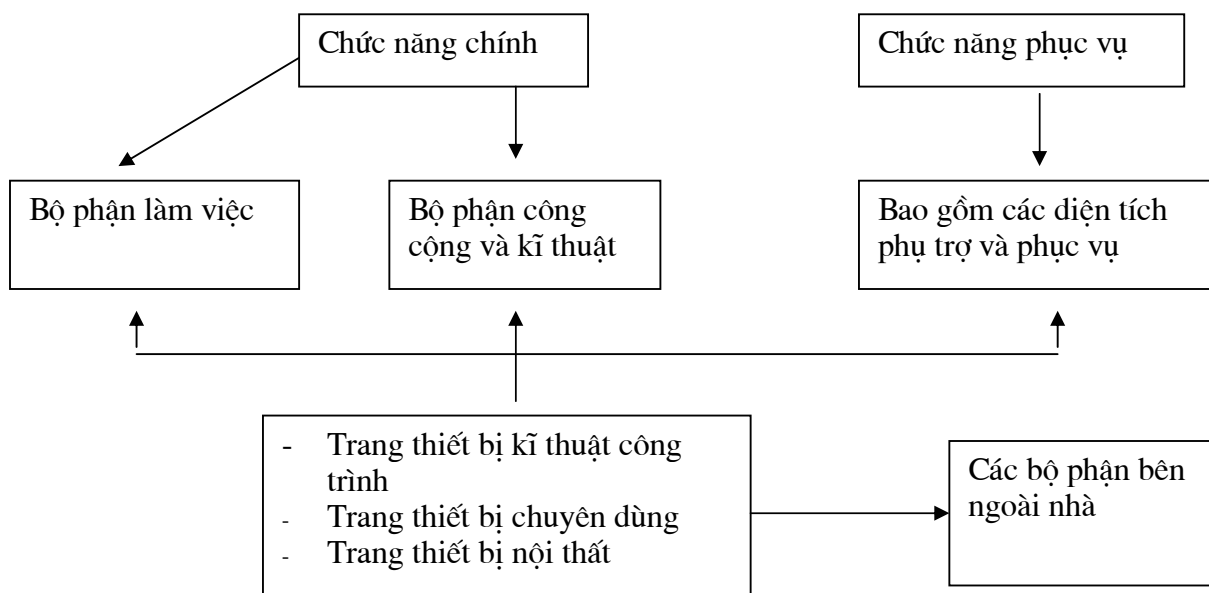 Chức năng chính
Chức năng phục vụ
Bộ phận làm việc
Bộ phận công
cộng và kĩ thuật
Bao gồm các diện tích
phụ trợ và phục vụ
- Trang thiết bị kĩ thuật công
trình
- Trang thiết bị chuyên dùng
- Trang thiết bị nội thất
Các bộ phận bên
ngoài nhà